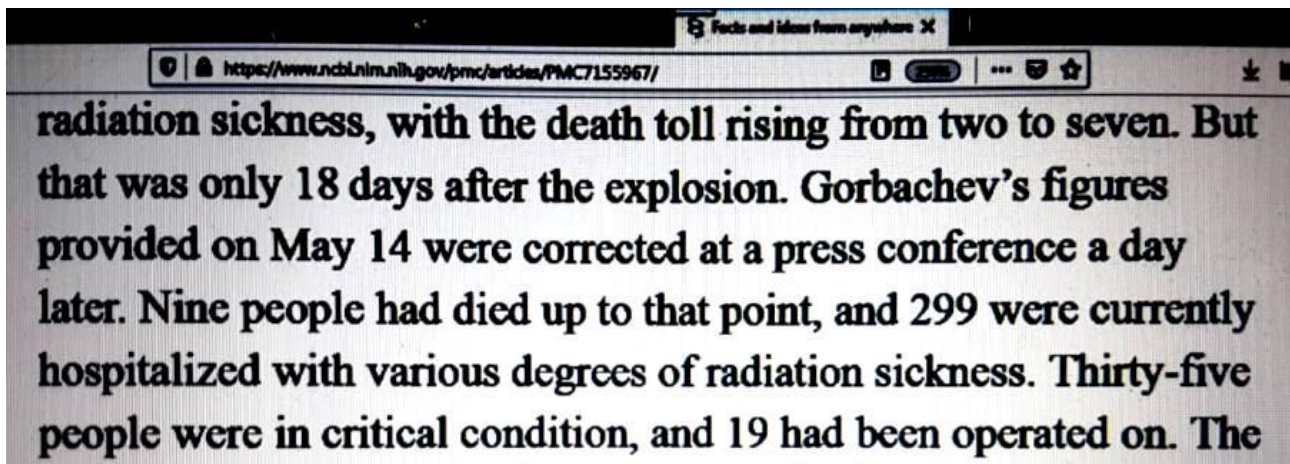 Facts and ideas from anywhere
https://www.ncbi.nlm.nih.gov/pmc/articles/PMC7155967/
radiation sickness, with the death toll rising from two to seven. But
that was only 18 days after the explosion. Gorbachev’s figures
provided on May 14 were corrected at a press conference a day
later. Nine people had died up to that point, and 299 were currently
hospitalized with various degrees of radiation sickness. Thirty-five
people were in critical condition, and 19 had been operated on. The